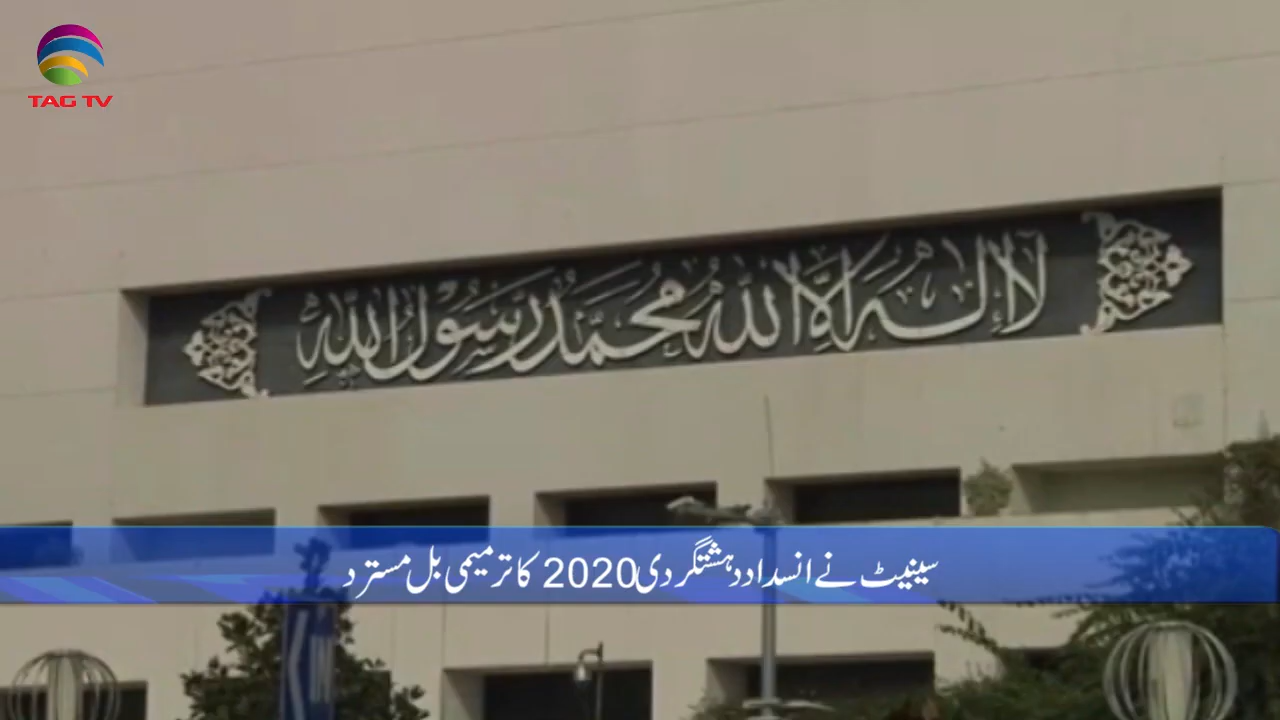 TAG TV
لا إله إلا الله محمد رسول الله
سینیٹ نے انسداد دہشتگردی 2020 کا ترمیمی بل مسترد